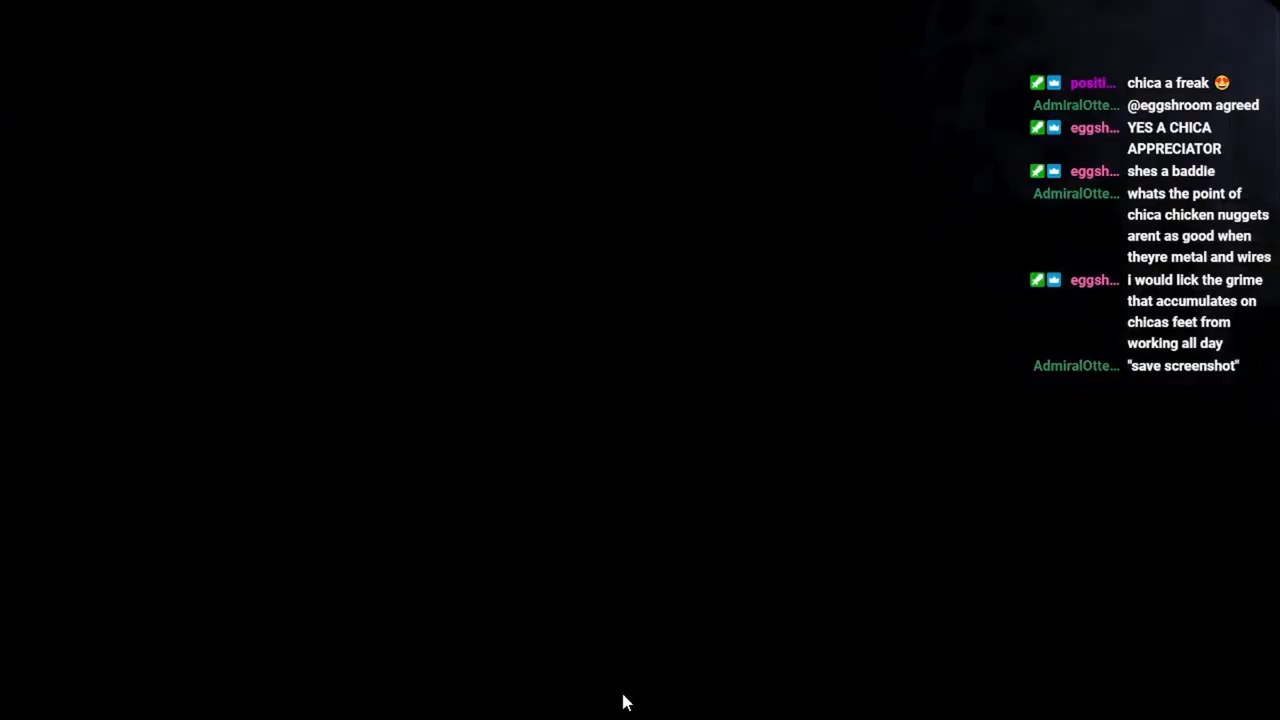 positi... chica a freak 😍
AdmiralOtte... @eggshroom agreed
eggsh... YES A CHICA
APPRECIATOR
eggsh... shes a baddie
AdmiralOtte... whats the point of
chica chicken nuggets
arent as good when
theyre metal and wires
eggsh... i would lick the grime
that accumulates on
chicas feet from
working all day
AdmiralOtte... "save screenshot"